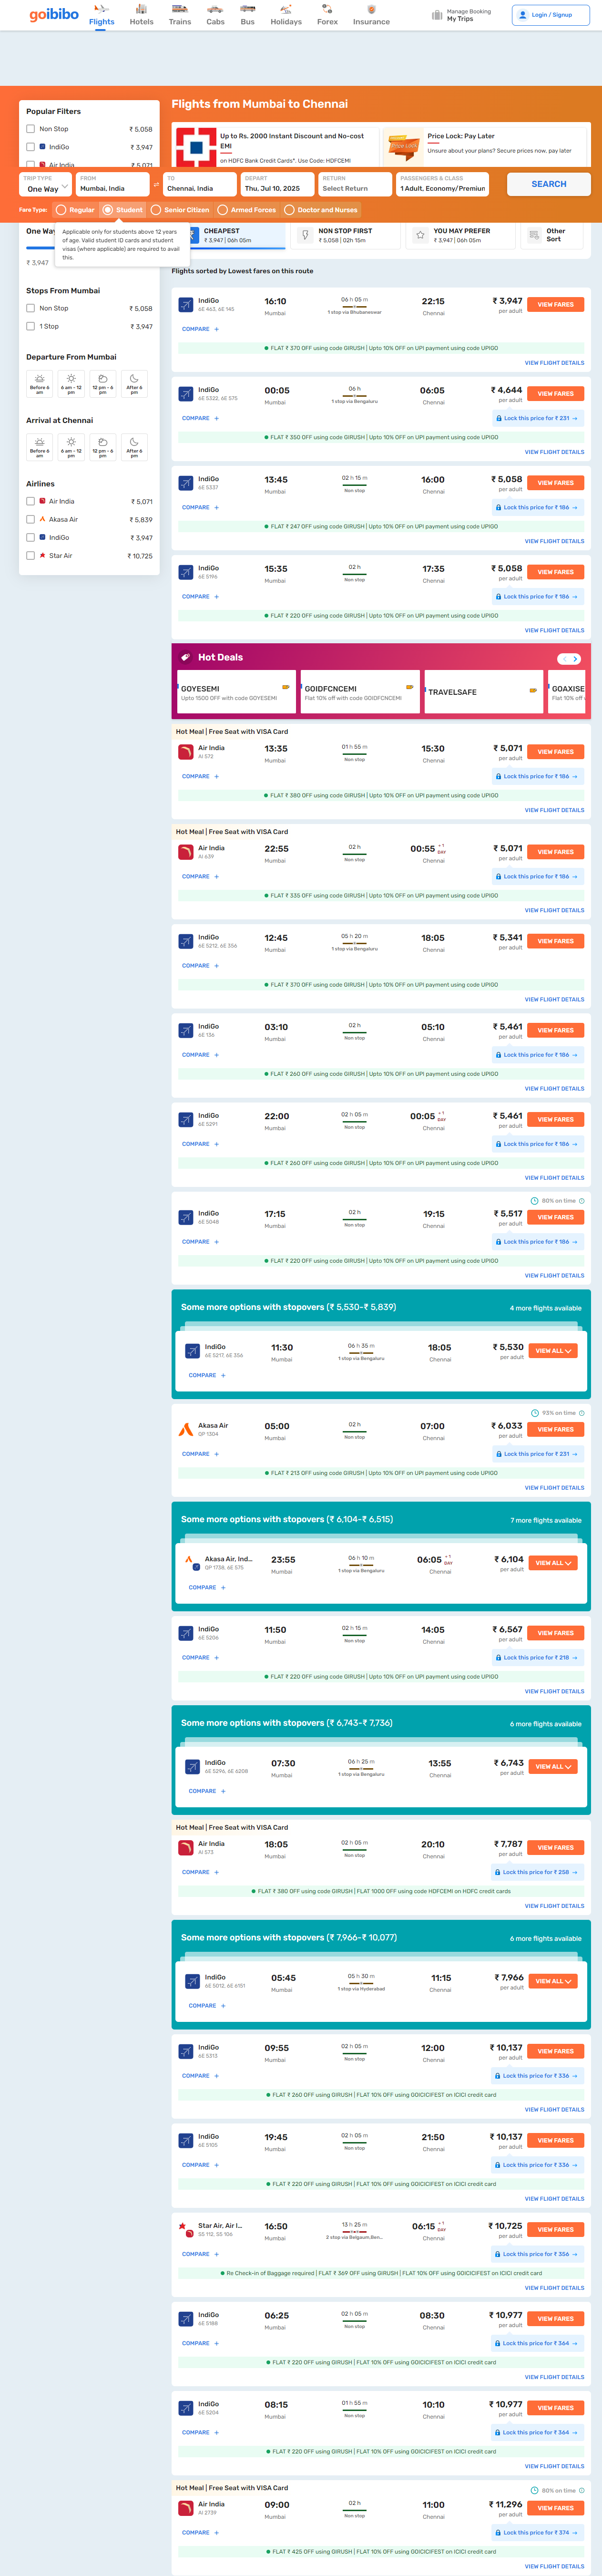 goibibo
Flights
Hotels
Trains
Cabs
Bus
Holidays
Forex
Insurance
Manage Booking
My Trips
Login / Signup
Popular Filters
Non Stop ₹ 5,058
IndiGo ₹ 3,947
Air India ₹ 5,071
Flights from Mumbai to Chennai
Up to Rs. 2000 Instant Discount and No-cost
EMI
on HDFC Bank Credit Cards*. Use Code: HDFCEMI
Price Lock: Pay Later
Unsure about your plans? Secure prices now, pay later
TRIP TYPE
One Way
FROM
Mumbai, India
TO
Chennai, India
DEPART
Thu, Jul 10, 2025
RETURN
Select Return
PASSENGERS & CLASS
1 Adult, Economy/Premium
SEARCH
Fare Type:
Regular
Student
Senior Citizen
Armed Forces
Doctor and Nurses
Applicable only for students above 12 years
of age. Valid student ID cards and student
visas (where applicable) are required to avail
this.
One Way
₹ 3,947
CHEAPEST
₹ 3,947 | 06h 05m
NON STOP FIRST
₹ 5,058 | 02h 15m
YOU MAY PREFER
₹ 3,947 | 06h 05m
Other
Sort
Flights sorted by Lowest fares on this route
Stops From Mumbai
Non Stop ₹ 5,058
1 Stop ₹ 3,947
Departure From Mumbai
Before 6 am
6 am - 12 pm
12 pm - 6 pm
After 6 pm
Arrival at Chennai
Before 6 am
6 am - 12 pm
12 pm - 6 pm
After 6 pm
Airlines
Air India ₹ 5,071
Akasa Air ₹ 5,839
IndiGo ₹ 3,947
Star Air ₹ 10,725
IndiGo 16:10 06 h 05 m 22:15 ₹ 3,947 VIEW FARES
6E 463, 6E 145 Mumbai 1 stop via Bhubaneswar Chennai per adult
COMPARE +
FLAT ₹ 370 OFF using code GIRUSH | Upto 10% OFF on UPI payment using code UPIGO
VIEW FLIGHT DETAILS
IndiGo 00:05 06 h 06:05 ₹ 4,644 VIEW FARES
6E 5322, 6E 575 Mumbai 1 stop via Bengaluru Chennai per adult
COMPARE + Lock this price for ₹ 231 →
FLAT ₹ 350 OFF using code GIRUSH | Upto 10% OFF on UPI payment using code UPIGO
VIEW FLIGHT DETAILS
IndiGo 13:45 02 h 15 m 16:00 ₹ 5,058 VIEW FARES
6E 5337 Mumbai Non stop Chennai per adult
COMPARE + Lock this price for ₹ 186 →
FLAT ₹ 247 OFF using code GIRUSH | Upto 10% OFF on UPI payment using code UPIGO
VIEW FLIGHT DETAILS
IndiGo 15:35 02 h 17:35 ₹ 5,058 VIEW FARES
6E 5196 Mumbai Non stop Chennai per adult
COMPARE + Lock this price for ₹ 186 →
FLAT ₹ 220 OFF using code GIRUSH | Upto 10% OFF on UPI payment using code UPIGO
VIEW FLIGHT DETAILS
Hot Deals
GOYESEMI
Upto 1500 OFF with code GOYESEMI
GOIDFCNCEMI
Flat 10% off with code GOIDFCNCEMI
TRAVELSAFE
GOAXISE
Flat 10% off
Hot Meal | Free Seat with VISA Card
Air India 13:35 01 h 55 m 15:30 ₹ 5,071 VIEW FARES
AI 572 Mumbai Non stop Chennai per adult
COMPARE + Lock this price for ₹ 186 →
FLAT ₹ 380 OFF using code GIRUSH | Upto 10% OFF on UPI payment using code UPIGO
VIEW FLIGHT DETAILS
Hot Meal | Free Seat with VISA Card
Air India 22:55 02 h 00:55 +1 DAY ₹ 5,071 VIEW FARES
AI 639 Mumbai Non stop Chennai per adult
COMPARE + Lock this price for ₹ 186 →
FLAT ₹ 335 OFF using code GIRUSH | Upto 10% OFF on UPI payment using code UPIGO
VIEW FLIGHT DETAILS
IndiGo 12:45 05 h 20 m 18:05 ₹ 5,341 VIEW FARES
6E 5212, 6E 356 Mumbai 1 stop via Bengaluru Chennai per adult
COMPARE +
FLAT ₹ 370 OFF using code GIRUSH | Upto 10% OFF on UPI payment using code UPIGO
VIEW FLIGHT DETAILS
IndiGo 03:10 02 h 05:10 ₹ 5,461 VIEW FARES
6E 136 Mumbai Non stop Chennai per adult
COMPARE + Lock this price for ₹ 186 →
FLAT ₹ 260 OFF using code GIRUSH | Upto 10% OFF on UPI payment using code UPIGO
VIEW FLIGHT DETAILS
IndiGo 22:00 02 h 05 m 00:05 +1 DAY ₹ 5,461 VIEW FARES
6E 5291 Mumbai Non stop Chennai per adult
COMPARE + Lock this price for ₹ 186 →
FLAT ₹ 260 OFF using code GIRUSH | Upto 10% OFF on UPI payment using code UPIGO
VIEW FLIGHT DETAILS
80% on time
IndiGo 17:15 02 h 19:15 ₹ 5,517 VIEW FARES
6E 5048 Mumbai Non stop Chennai per adult
COMPARE + Lock this price for ₹ 186 →
FLAT ₹ 220 OFF using code GIRUSH | Upto 10% OFF on UPI payment using code UPIGO
VIEW FLIGHT DETAILS
Some more options with stopovers (₹ 5,530-₹ 5,839) 4 more flights available
IndiGo 11:30 06 h 35 m 18:05 ₹ 5,530 VIEW ALL
6E 5217, 6E 356 Mumbai 1 stop via Bengaluru Chennai per adult
COMPARE +
93% on time
Akasa Air 05:00 02 h 07:00 ₹ 6,033 VIEW FARES
QP 1304 Mumbai Non stop Chennai per adult
COMPARE + Lock this price for ₹ 231 →
FLAT ₹ 213 OFF using code GIRUSH | Upto 10% OFF on UPI payment using code UPIGO
VIEW FLIGHT DETAILS
Some more options with stopovers (₹ 6,104-₹ 6,515) 7 more flights available
Akasa Air, Ind... 23:55 06 h 10 m 06:05 +1 DAY ₹ 6,104 VIEW ALL
QP 1738, 6E 575 Mumbai 1 stop via Bengaluru Chennai per adult
COMPARE +
IndiGo 11:50 02 h 15 m 14:05 ₹ 6,567 VIEW FARES
6E 5206 Mumbai Non stop Chennai per adult
COMPARE + Lock this price for ₹ 218 →
FLAT ₹ 220 OFF using code GIRUSH | Upto 10% OFF on UPI payment using code UPIGO
VIEW FLIGHT DETAILS
Some more options with stopovers (₹ 6,743-₹ 7,736) 6 more flights available
IndiGo 07:30 06 h 25 m 13:55 ₹ 6,743 VIEW ALL
6E 5296, 6E 6208 Mumbai 1 stop via Bengaluru Chennai per adult
COMPARE +
Hot Meal | Free Seat with VISA Card
Air India 18:05 02 h 05 m 20:10 ₹ 7,787 VIEW FARES
AI 573 Mumbai Non stop Chennai per adult
COMPARE + Lock this price for ₹ 258 →
FLAT ₹ 380 OFF using code GIRUSH | FLAT 1000 OFF using code HDFCEMI on HDFC credit cards
VIEW FLIGHT DETAILS
Some more options with stopovers (₹ 7,966-₹ 10,077) 6 more flights available
IndiGo 05:45 05 h 30 m 11:15 ₹ 7,966 VIEW ALL
6E 5012, 6E 6151 Mumbai 1 stop via Hyderabad Chennai per adult
COMPARE +
IndiGo 09:55 02 h 05 m 12:00 ₹ 10,137 VIEW FARES
6E 5313 Mumbai Non stop Chennai per adult
COMPARE + Lock this price for ₹ 336 →
FLAT ₹ 260 OFF using GIRUSH | FLAT 10% OFF using GOICICIFEST on ICICI credit card
VIEW FLIGHT DETAILS
IndiGo 19:45 02 h 05 m 21:50 ₹ 10,137 VIEW FARES
6E 5105 Mumbai Non stop Chennai per adult
COMPARE + Lock this price for ₹ 336 →
FLAT ₹ 220 OFF using GIRUSH | FLAT 10% OFF using GOICICIFEST on ICICI credit card
VIEW FLIGHT DETAILS
Star Air, Air I... 16:50 13 h 25 m 06:15 +1 DAY ₹ 10,725 VIEW FARES
S5 112, S5 106 Mumbai 2 stop via Belgaum,Ben... Chennai per adult
COMPARE + Lock this price for ₹ 356 →
Re Check-in of Baggage required | FLAT ₹ 369 OFF using GIRUSH | FLAT 10% OFF using GOICICIFEST on ICICI credit card
VIEW FLIGHT DETAILS
IndiGo 06:25 02 h 05 m 08:30 ₹ 10,977 VIEW FARES
6E 5188 Mumbai Non stop Chennai per adult
COMPARE + Lock this price for ₹ 364 →
FLAT ₹ 220 OFF using GIRUSH | FLAT 10% OFF using GOICICIFEST on ICICI credit card
VIEW FLIGHT DETAILS
IndiGo 08:15 01 h 55 m 10:10 ₹ 10,977 VIEW FARES
6E 5204 Mumbai Non stop Chennai per adult
COMPARE + Lock this price for ₹ 364 →
FLAT ₹ 220 OFF using GIRUSH | FLAT 10% OFF using GOICICIFEST on ICICI credit card
VIEW FLIGHT DETAILS
Hot Meal | Free Seat with VISA Card
80% on time
Air India 09:00 02 h 11:00 ₹ 11,296 VIEW FARES
AI 2739 Mumbai Non stop Chennai per adult
COMPARE + Lock this price for ₹ 374 →
FLAT ₹ 425 OFF using GIRUSH | FLAT 10% OFF using GOICICIFEST on ICICI credit card
VIEW FLIGHT DETAILS